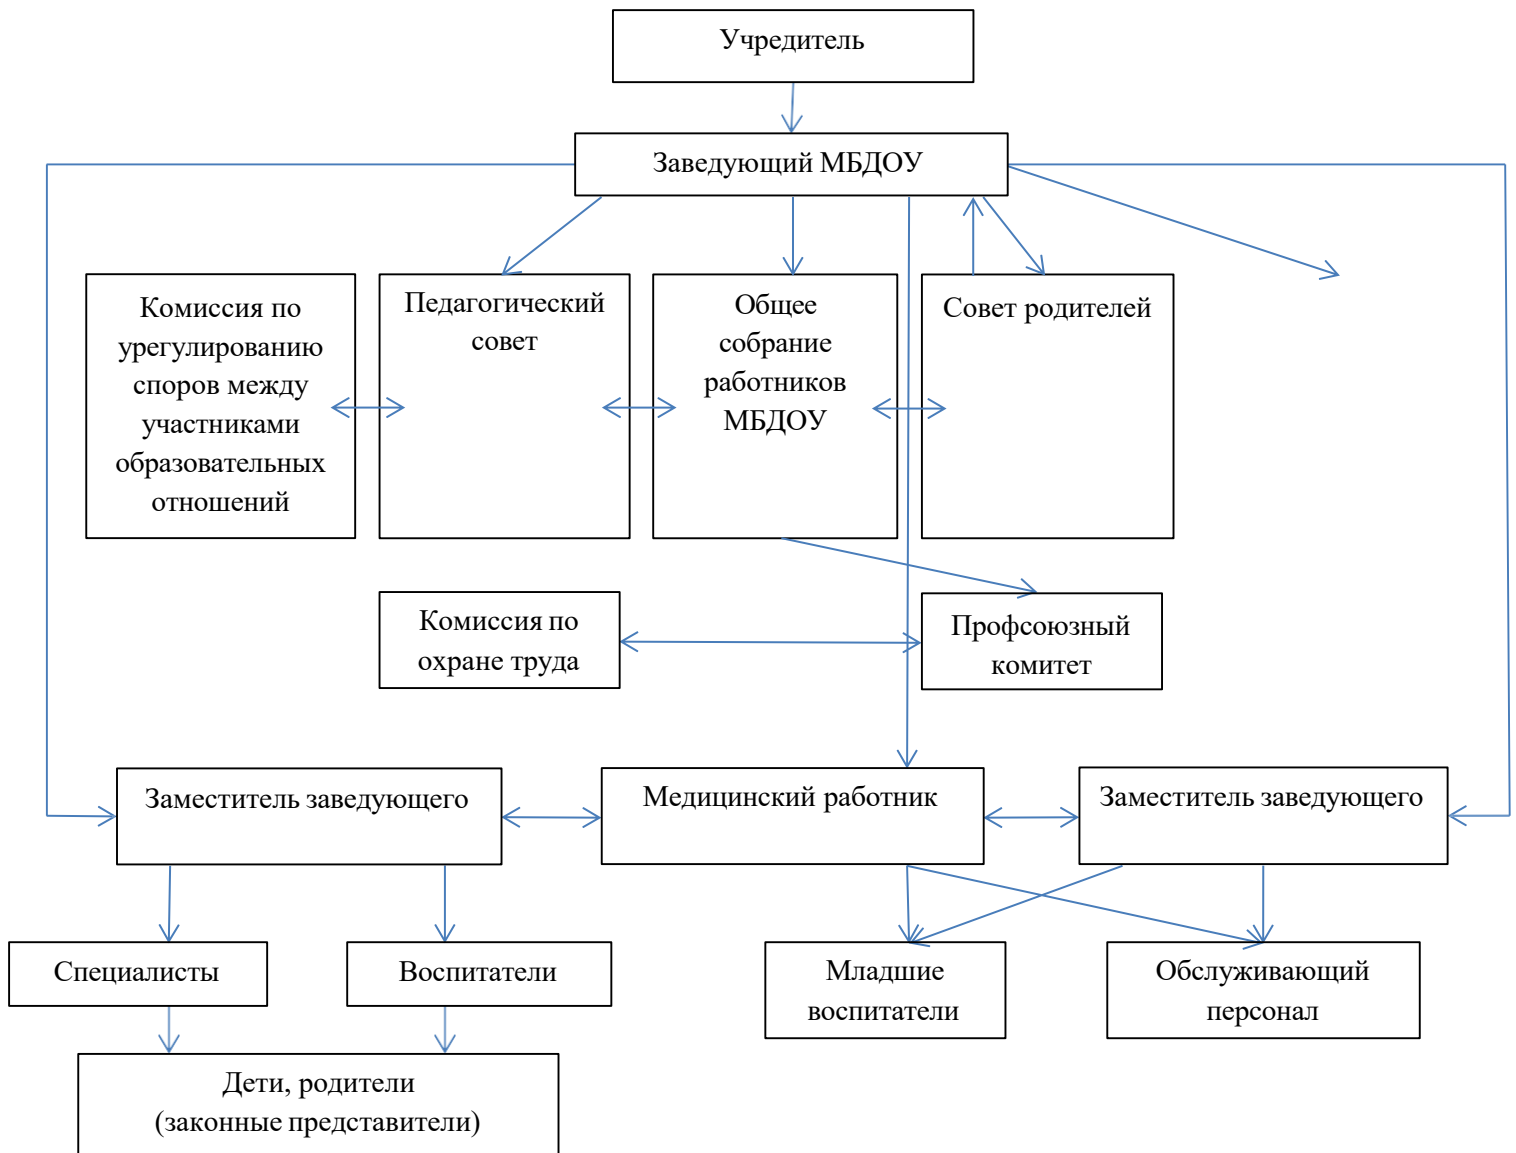 Учредитель
Заведующий МБДОУ
Комиссия по
урегулированию
споров между
участниками
образовательных
отношений
Педагогический
совет
Общее
собрание
работников
МБДОУ
Совет родителей
Комиссия по
охране труда
Профсоюзный
комитет
Заместитель заведующего
Медицинский работник
Заместитель заведующего
Специалисты
Воспитатели
Младшие
воспитатели
Обслуживающий
персонал
Дети, родители
(законные представители)